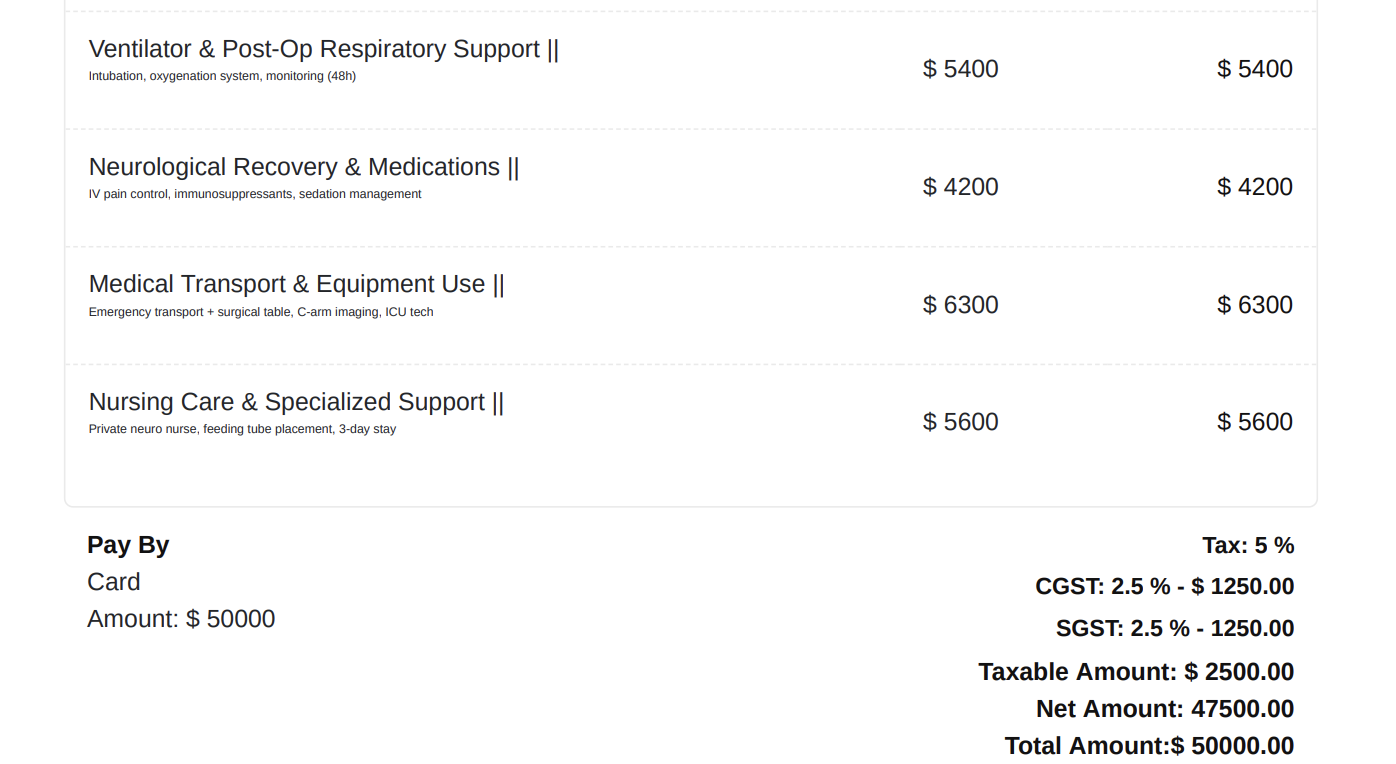 Ventilator & Post-Op Respiratory Support ||
Intubation, oxygenation system, monitoring (48h)
$ 5400 $ 5400
Neurological Recovery & Medications ||
IV pain control, immunosuppressants, sedation management
$ 4200 $ 4200
Medical Transport & Equipment Use ||
Emergency transport + surgical table, C-arm imaging, ICU tech
$ 6300 $ 6300
Nursing Care & Specialized Support ||
Private neuro nurse, feeding tube placement, 3-day stay
$ 5600 $ 5600
Pay By
Card
Amount: $ 50000
Tax: 5 %
CGST: 2.5 % - $ 1250.00
SGST: 2.5 % - 1250.00
Taxable Amount: $ 2500.00
Net Amount: 47500.00
Total Amount:$ 50000.00